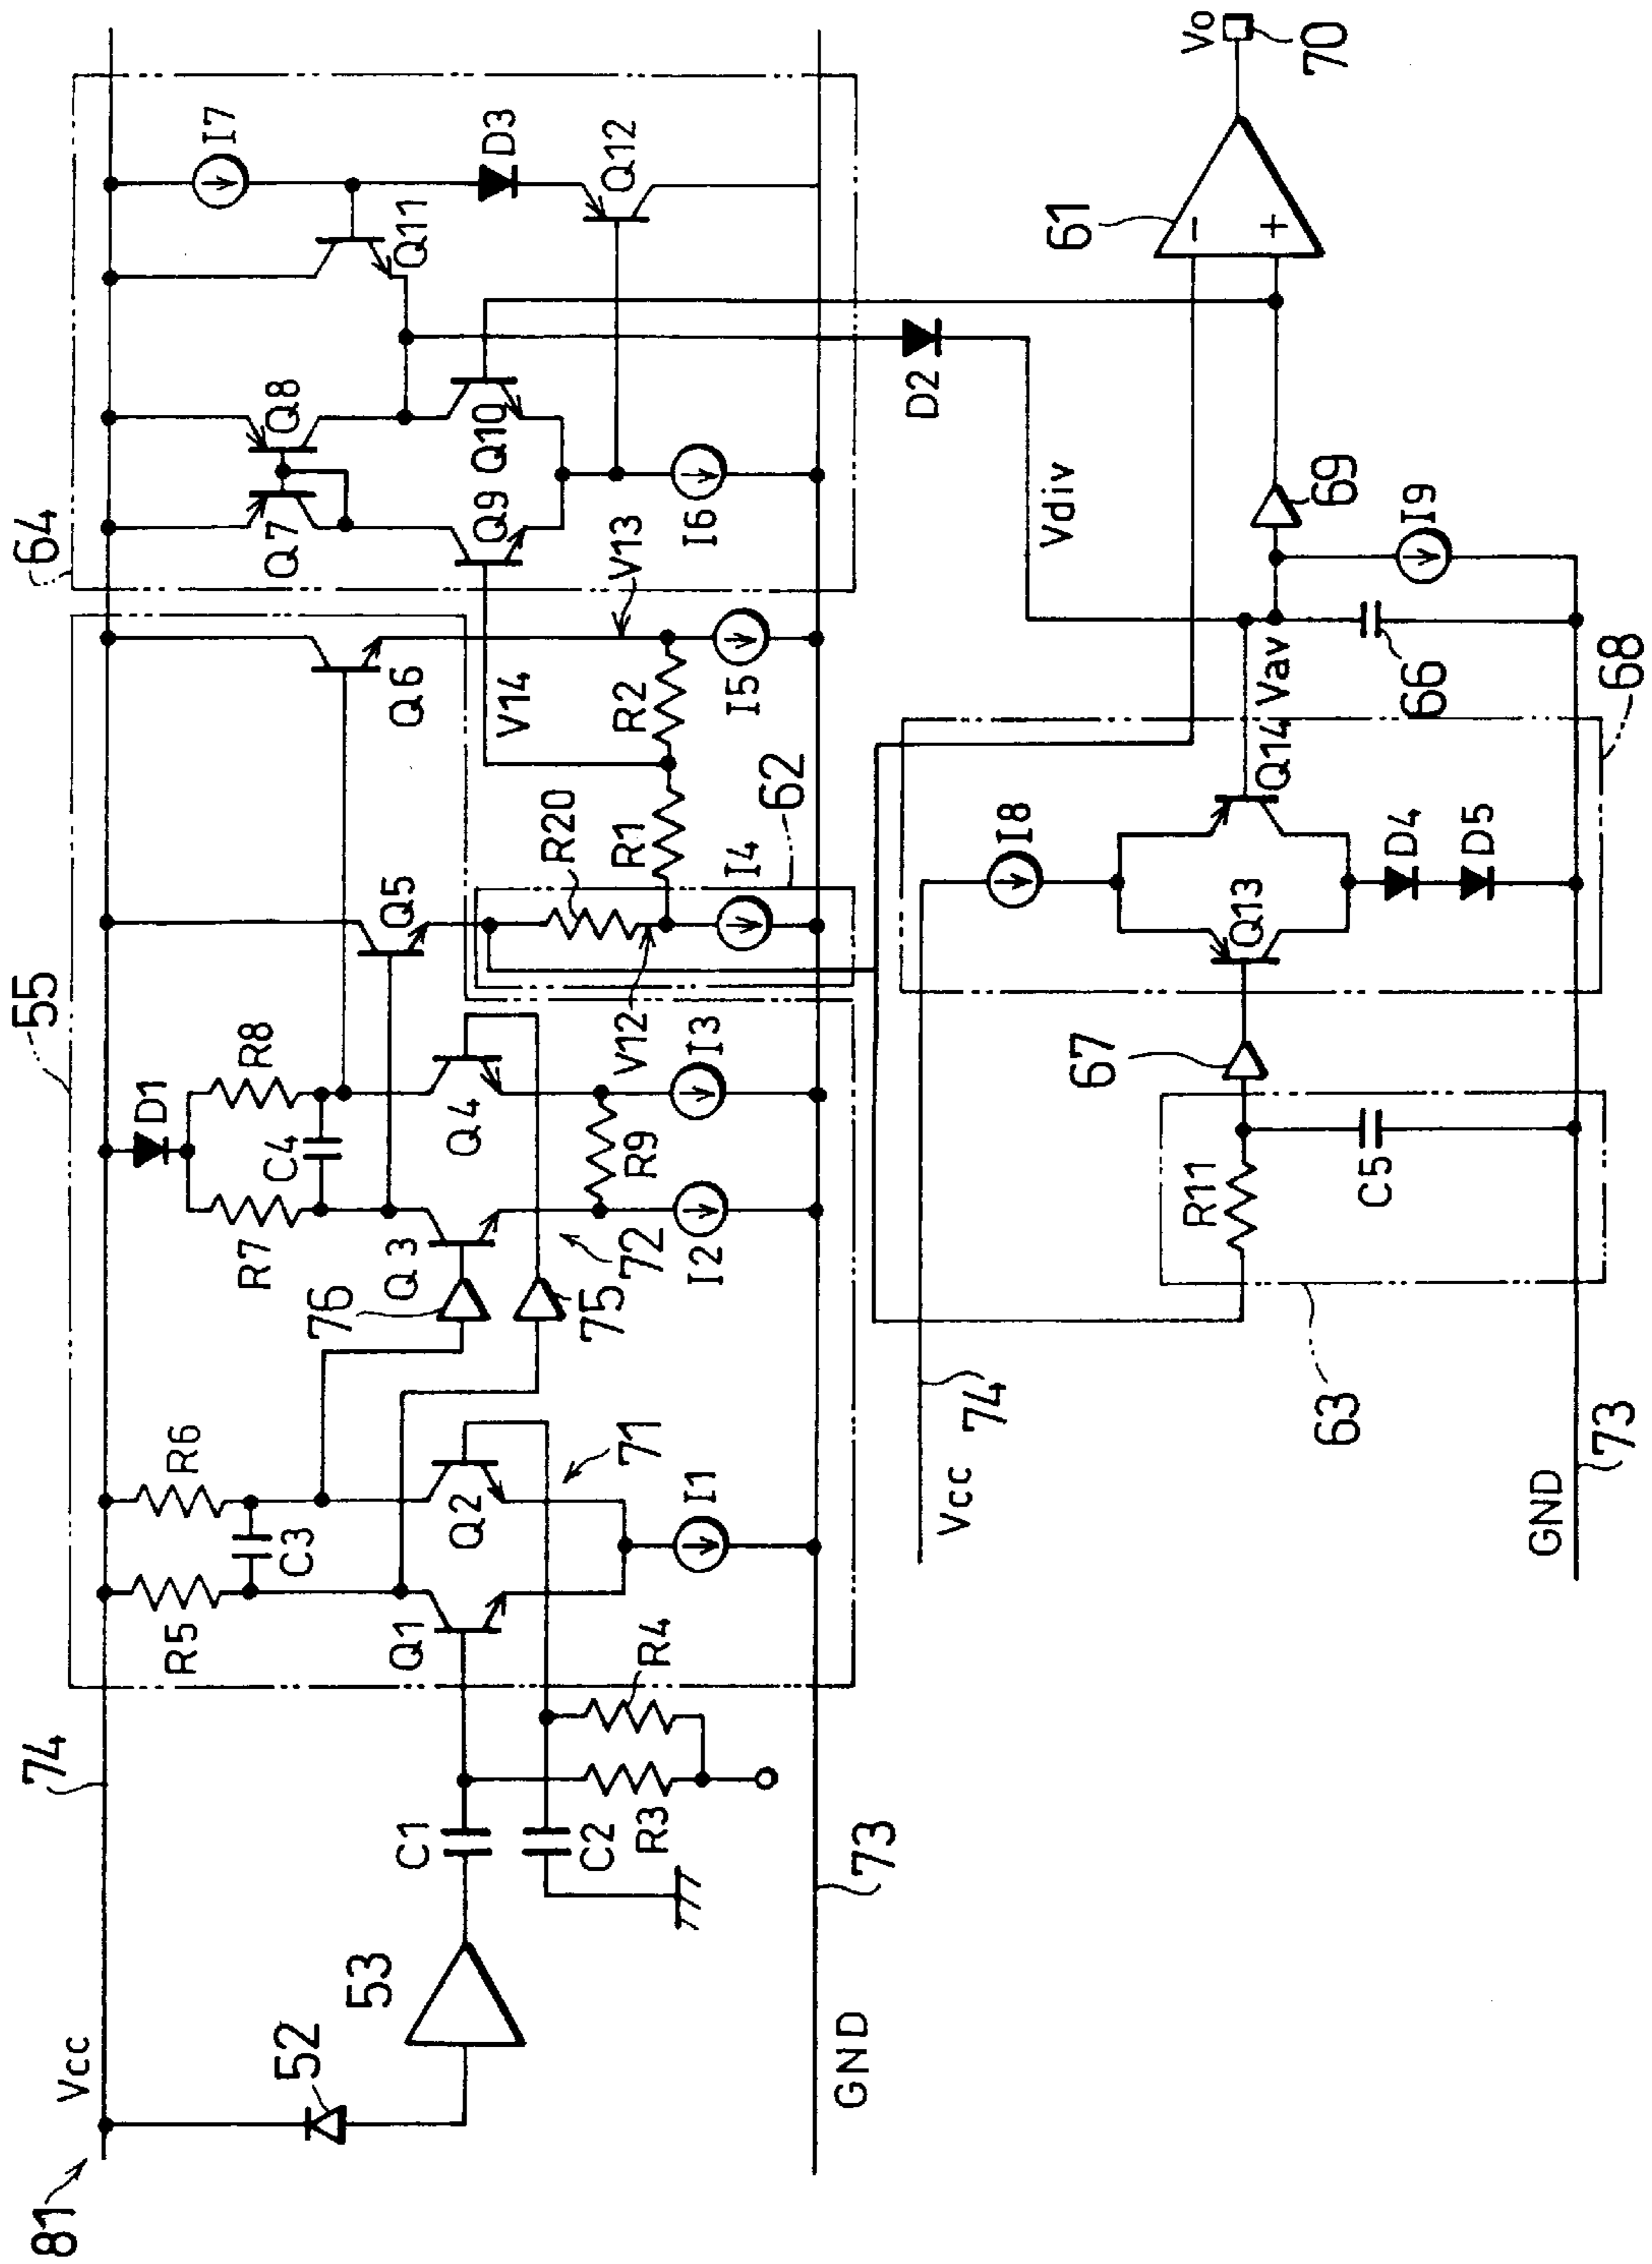 81
Vcc
74
55
64
52
53
C1
C2
R3
R4
R5
R6
C3
Q1
Q2
71
I1
76
75
R7
R8
D1
C4
Q3
Q4
72
R9
I2
I3
V12
Q5
Q6
R20
R1
R2
I4
I5
62
V14
V13
Q7
Q8
Q9
Q10
I6
Q11
I7
D3
Q12
GND
73
D2
Vdiv
61
-
+
Vo
70
Vcc
74
I8
Q13
Q14
Vav
D4
D5
68
66
69
I9
67
R11
C5
63
GND
73